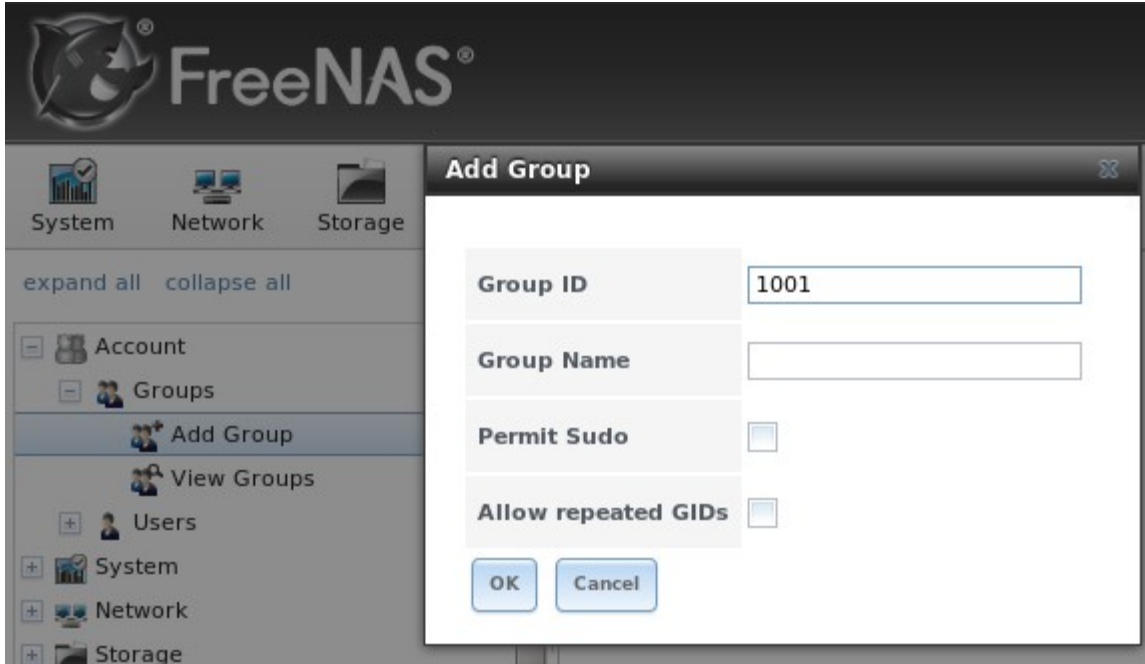 FreeNAS®
Add Group
System
Network
Storage
expand all
collapse all
Group ID
1001
Account
Group Name
Groups
Add Group
Permit Sudo
View Groups
Allow repeated GIDs
Users
System
OK
Cancel
Network
Storage